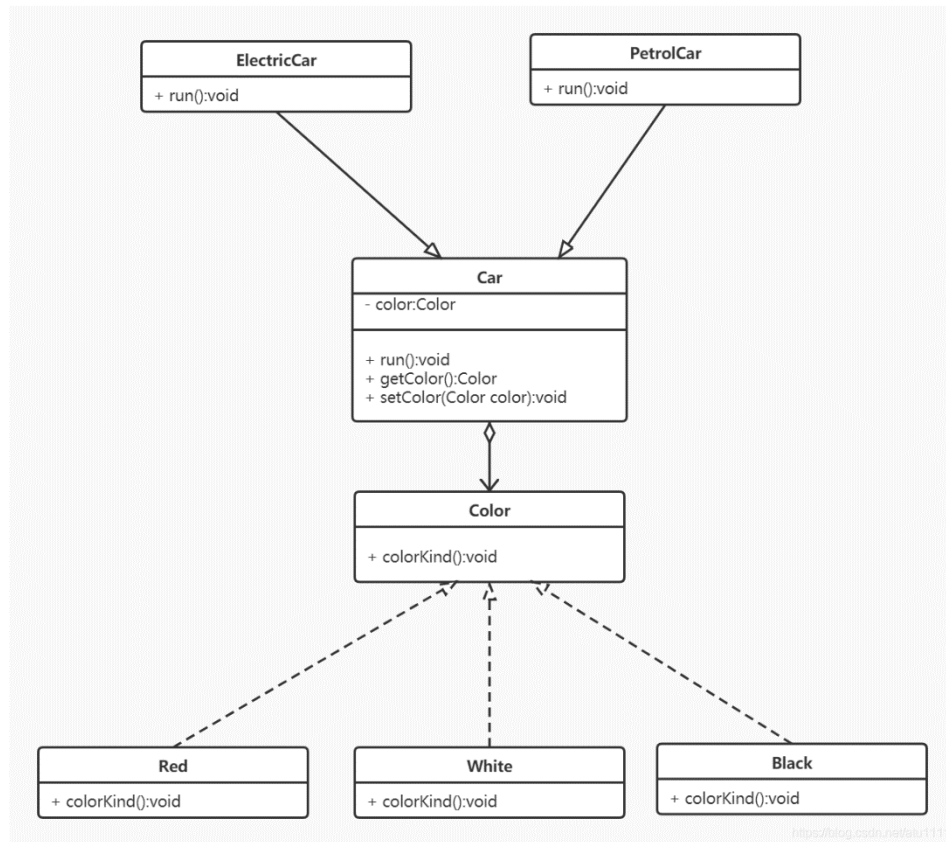 ElectricCar
+ run():void
PetrolCar
+ run():void
Car
- color:Color
+ run():void
+ getColor():Color
+ setColor(Color color):void
Color
+ colorKind():void
Red
+ colorKind():void
White
+ colorKind():void
Black
+ colorKind():void